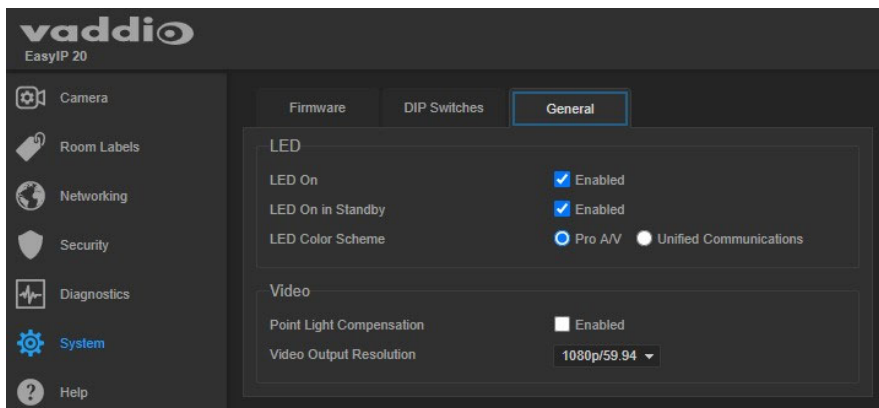 vaddio
EasyIP 20
Camera
Room Labels
Networking
Security
Diagnostics
System
Help
Firmware DIP Switches General
LED
LED On Enabled
LED On in Standby Enabled
LED Color Scheme Pro A/V Unified Communications
Video
Point Light Compensation Enabled
Video Output Resolution 1080p/59.94